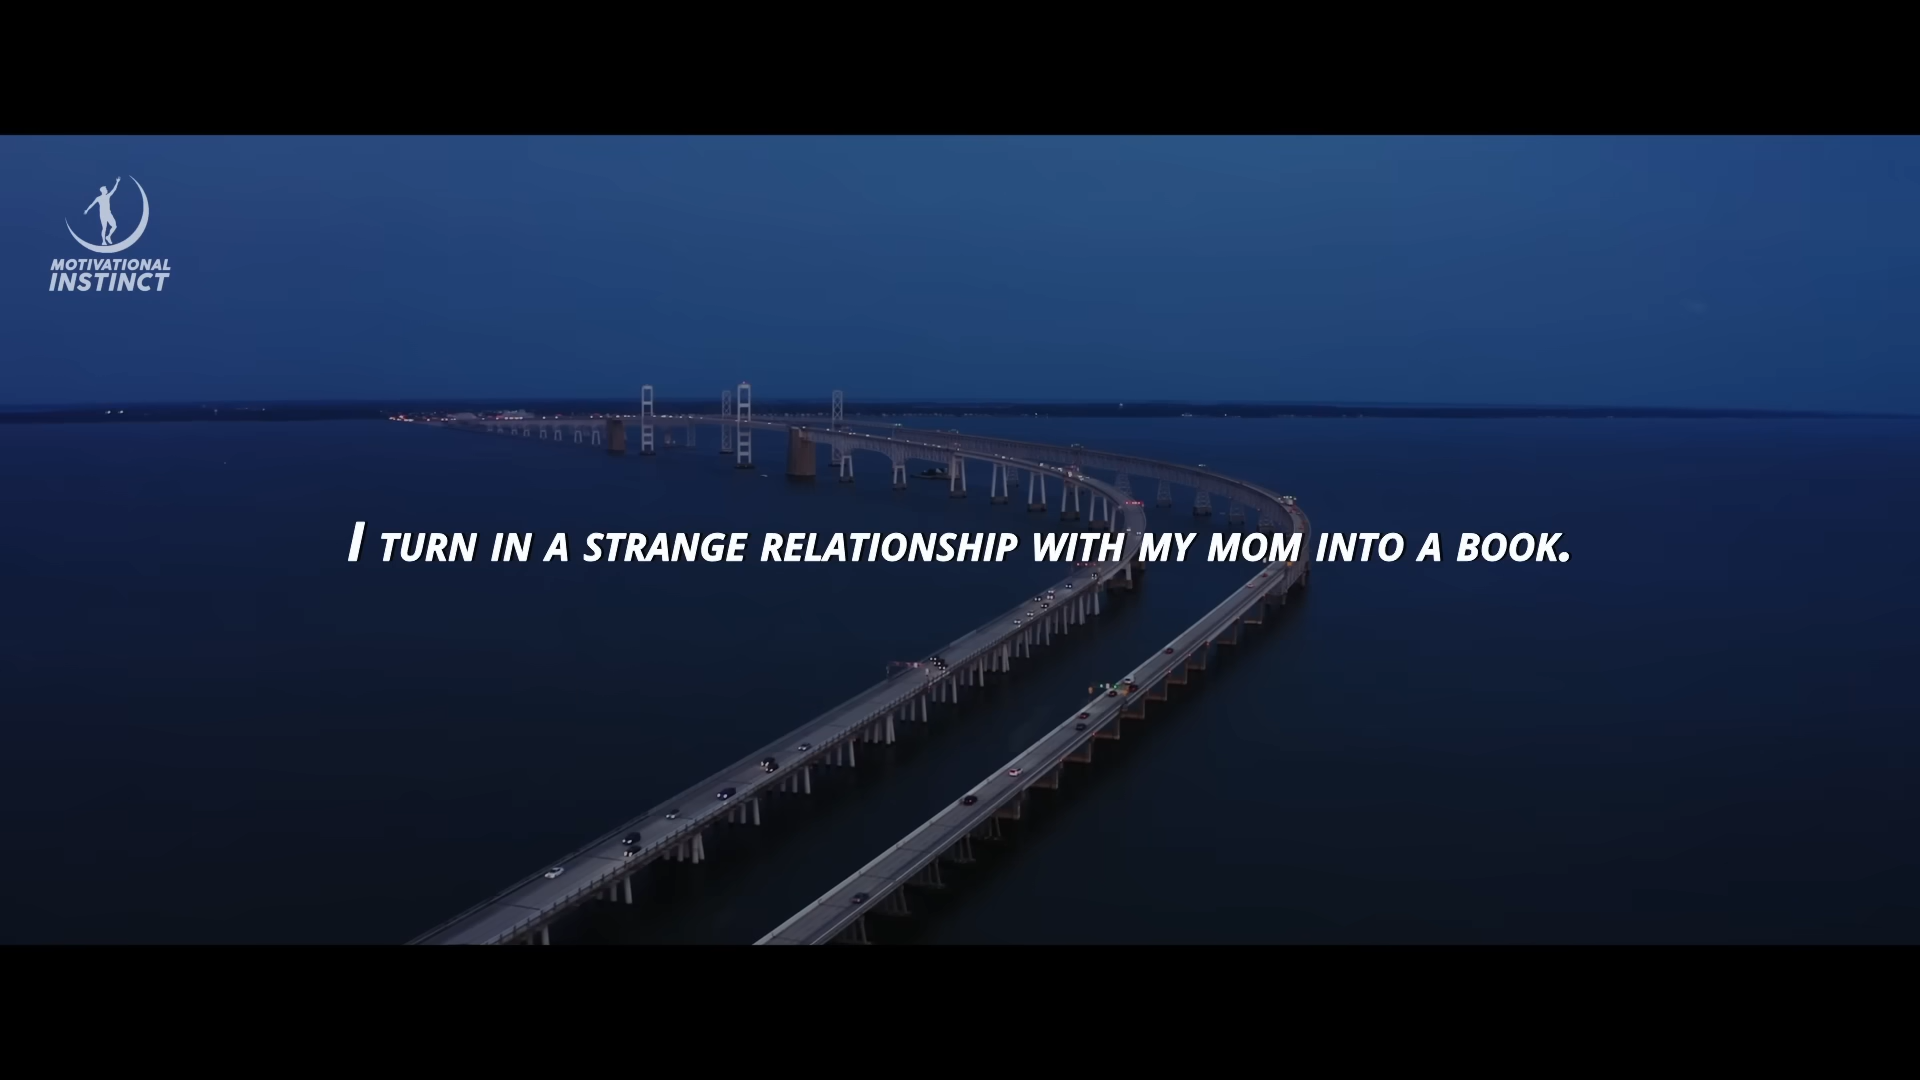 MOTIVATIONAL
INSTINCT
I TURN IN A STRANGE RELATIONSHIP WITH MY MOM INTO A BOOK.